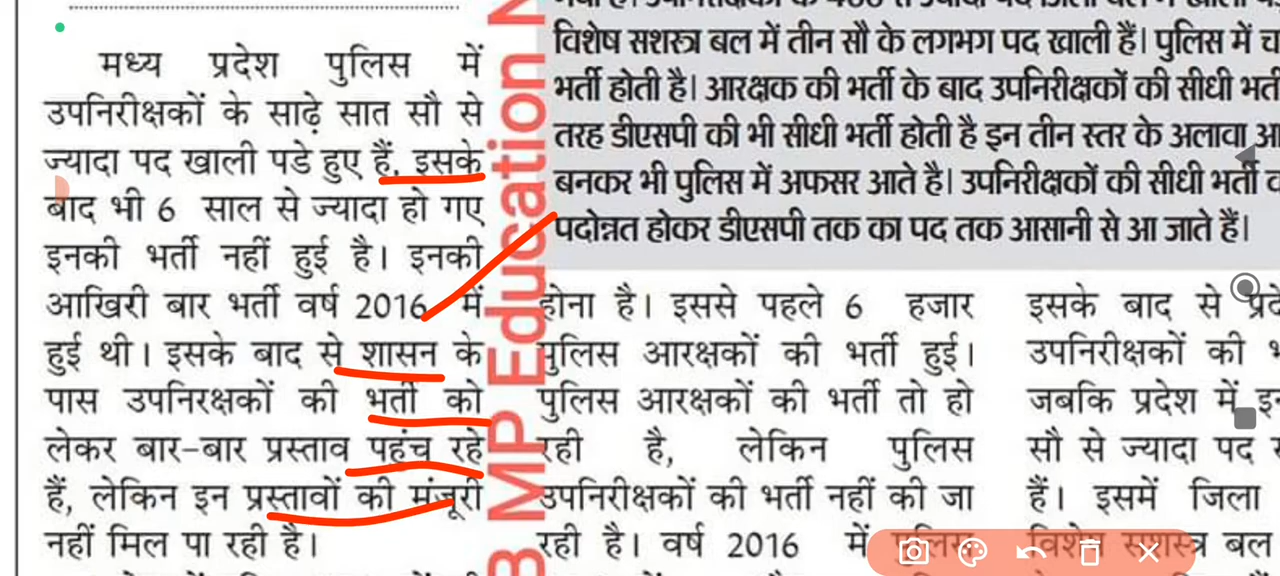 मध्य प्रदेश पुलिस में
उपनिरीक्षकों के साढ़े सात सौ से
ज्यादा पद खाली पडे हुए हैं, इसके
बाद भी 6 साल से ज्यादा हो गए
इनकी भर्ती नहीं हुई है। इनकी
आखिरी बार भर्ती वर्ष 2016 में
हुई थी। इसके बाद से शासन के
पास उपनिरक्षकों की भर्ती को
लेकर बार-बार प्रस्ताव पहुंच रहे
हैं, लेकिन इन प्रस्तावों की मंजूरी
नहीं मिल पा रही है।
MP Education
विशेष सशस्त्र बल में तीन सौ के लगभग पद खाली हैं। पुलिस में
भर्ती होती है। आरक्षक की भर्ती के बाद उपनिरीक्षकों की सीधी
तरह डीएसपी की भी सीधी भर्ती होती है इन तीन स्तर के अलावा
बनकर भी पुलिस में अफसर आते है। उपनिरीक्षकों की सीधी भर्ती
पदोन्नत होकर डीएसपी तक का पद तक आसानी से आ जाते हैं।
होना है। इससे पहले 6 हजार
पुलिस आरक्षकों की भर्ती हुई।
पुलिस आरक्षकों की भर्ती तो हो
रही है, लेकिन पुलिस
उपनिरीक्षकों की भर्ती नहीं की जा
रही है। वर्ष 2016 में पुलिस
इसके बाद से
उपनिरीक्षकों की
जबकि प्रदेश में
सौ से ज्यादा पद
हैं। इसमें जिला
विशेष सशस्त्र बल